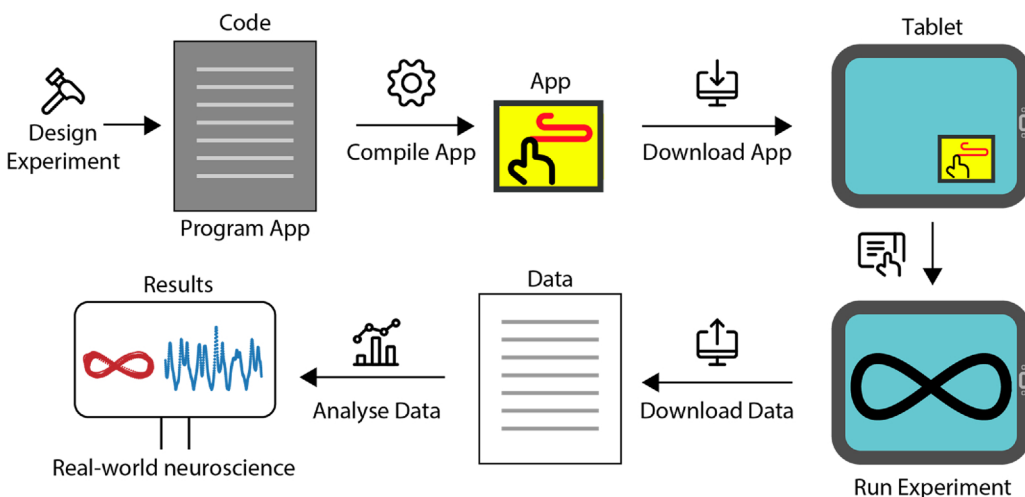 Code
Tablet
App
Design
Experiment
Compile App
Download App
Program App
Results
Data
Analyse Data
Download Data
Real-world neuroscience
Run Experiment